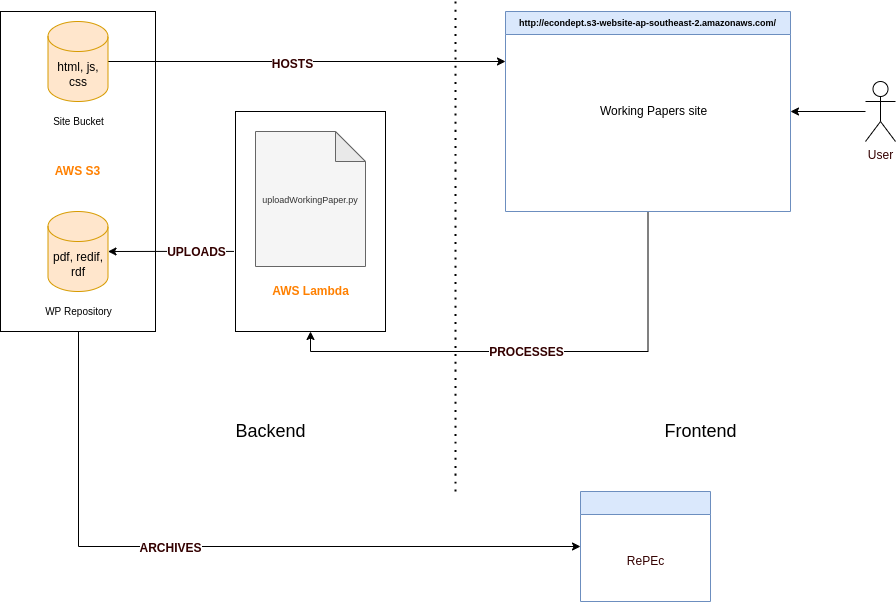 http://econdept.s3-website-ap-southeast-2.amazonaws.com/
html, js,
css
HOSTS
Working Papers site
Site Bucket
User
AWS S3
uploadWorkingPaper.py
pdf, redif,
rdf
UPLOADS
AWS Lambda
WP Repository
PROCESSES
Backend
Frontend
ARCHIVES
RePEc